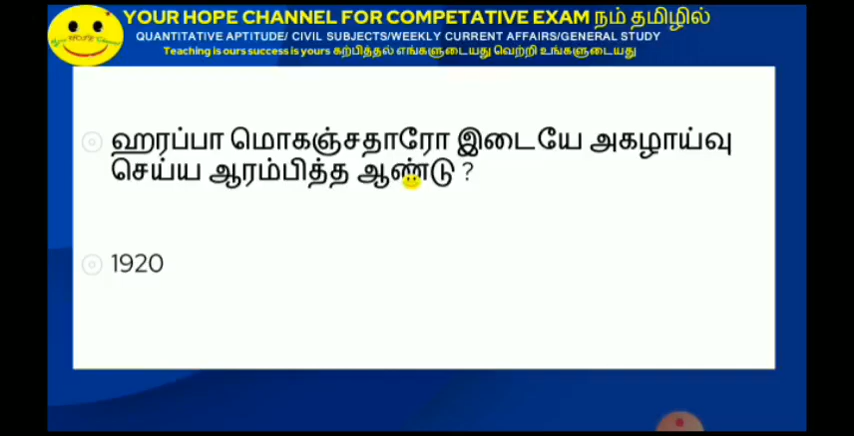 YOUR HOPE CHANNEL FOR COMPETATIVE EXAM நம் தமிழில்
QUANTITATIVE APTITUDE/ CIVIL SUBJECTS/WEEKLY CURRENT AFFAIRS/GENERAL STUDY
Teaching is ours success is yours கற்பித்தல் எங்களுடையது வெற்றி உங்களுடையது
ஹரப்பா மொகஞ்சதாரோ இடையே அகழாய்வு
செய்ய ஆரம்பித்த ஆண்டு ?
1920